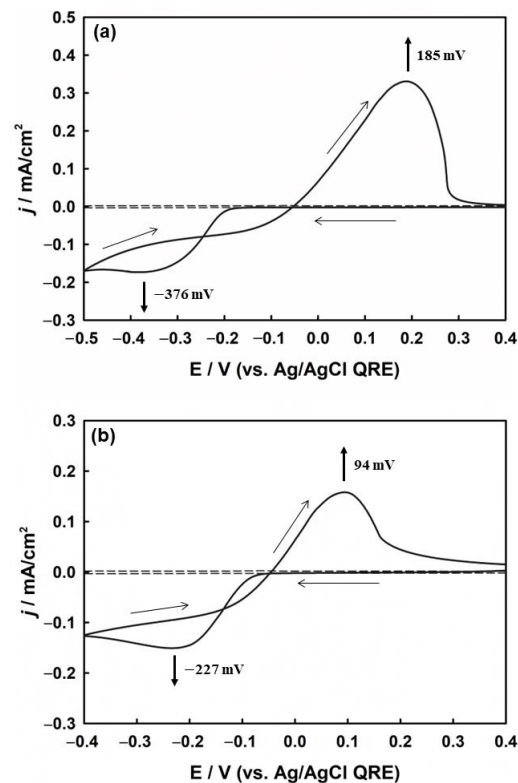 (a)
185 mV
−376 mV
j / mA/cm²
0.5
0.4
0.3
0.2
0.1
0.0
−0.1
−0.2
−0.3
−0.5 −0.4 −0.3 −0.2 −0.1 0.0 0.1 0.2 0.3 0.4
E / V (vs. Ag/AgCl QRE)
(b)
94 mV
−227 mV
j / mA/cm²
0.3
0.2
0.1
0.0
−0.1
−0.2
−0.3
−0.4 −0.3 −0.2 −0.1 0.0 0.1 0.2 0.3 0.4
E / V (vs. Ag/AgCl QRE)